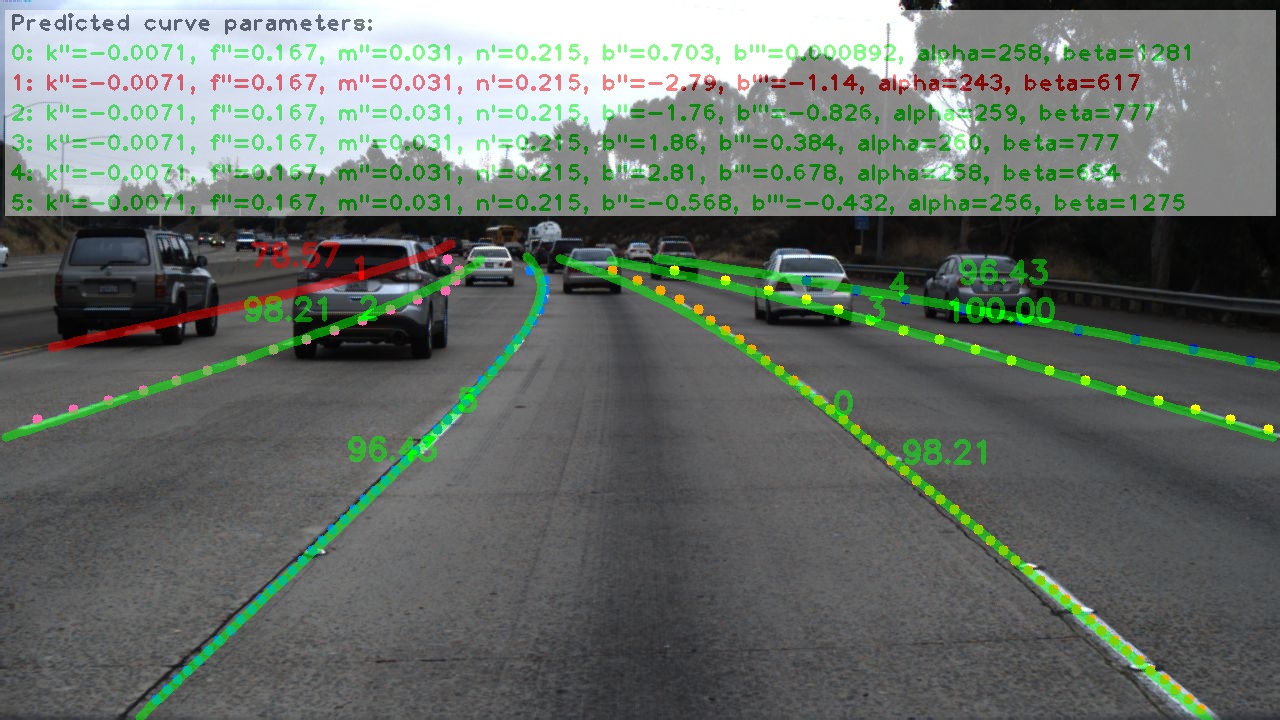 Predicted curve parameters:
0: k''=-0.0071, f''=0.167, m''=0.031, n'=0.215, b''=0.703, b'''=0.000892, alpha=258, beta=1281
1: k''=-0.0071, f''=0.167, m''=0.031, n'=0.215, b''=-2.79, b'''=-1.14, alpha=243, beta=617
2: k''=-0.0071, f''=0.167, m''=0.031, n'=0.215, b''=-1.76, b'''=-0.826, alpha=259, beta=777
3: k''=-0.0071, f''=0.167, m''=0.031, n'=0.215, b''=1.86, b'''=0.384, alpha=260, beta=777
4: k''=-0.0071, f''=0.167, m''=0.031, n'=0.215, b''=2.81, b'''=0.678, alpha=258, beta=654
5: k''=-0.0071, f''=0.167, m''=0.031, n'=0.215, b''=-0.568, b'''=-0.432, alpha=256, beta=1275
78.57
1
96.43
4
98.21
2
3
100.00
5
0
96.43
98.21